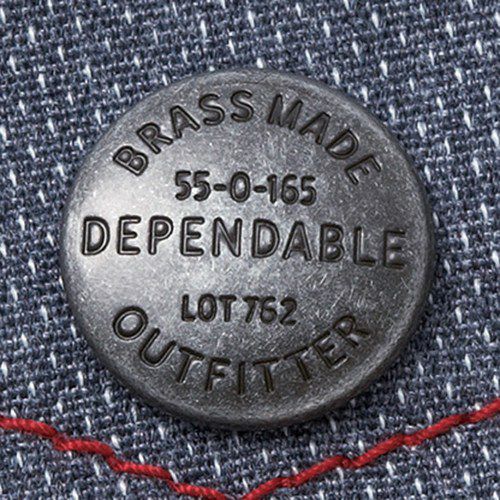 BRASS MADE
55-0-165
DEPENDABLE
LOT 762
OUTFITTER